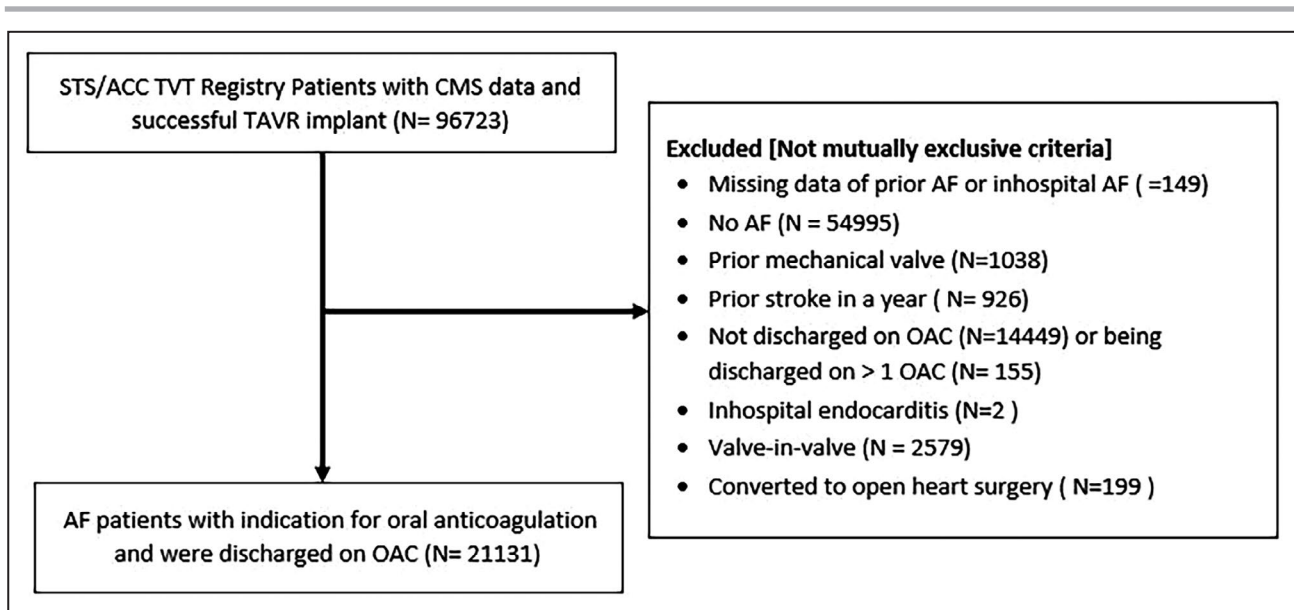 STS/ACC TVT Registry Patients with CMS data and
successful TAVR implant (N= 96723)
Excluded [Not mutually exclusive criteria]
• Missing data of prior AF or inhospital AF ( =149)
• No AF (N = 54995)
• Prior mechanical valve (N=1038)
• Prior stroke in a year ( N= 926)
• Not discharged on OAC (N=14449) or being
discharged on > 1 OAC (N= 155)
• Inhospital endocarditis (N=2 )
• Valve-in-valve (N = 2579)
• Converted to open heart surgery ( N=199 )
AF patients with indication for oral anticoagulation
and were discharged on OAC (N= 21131)